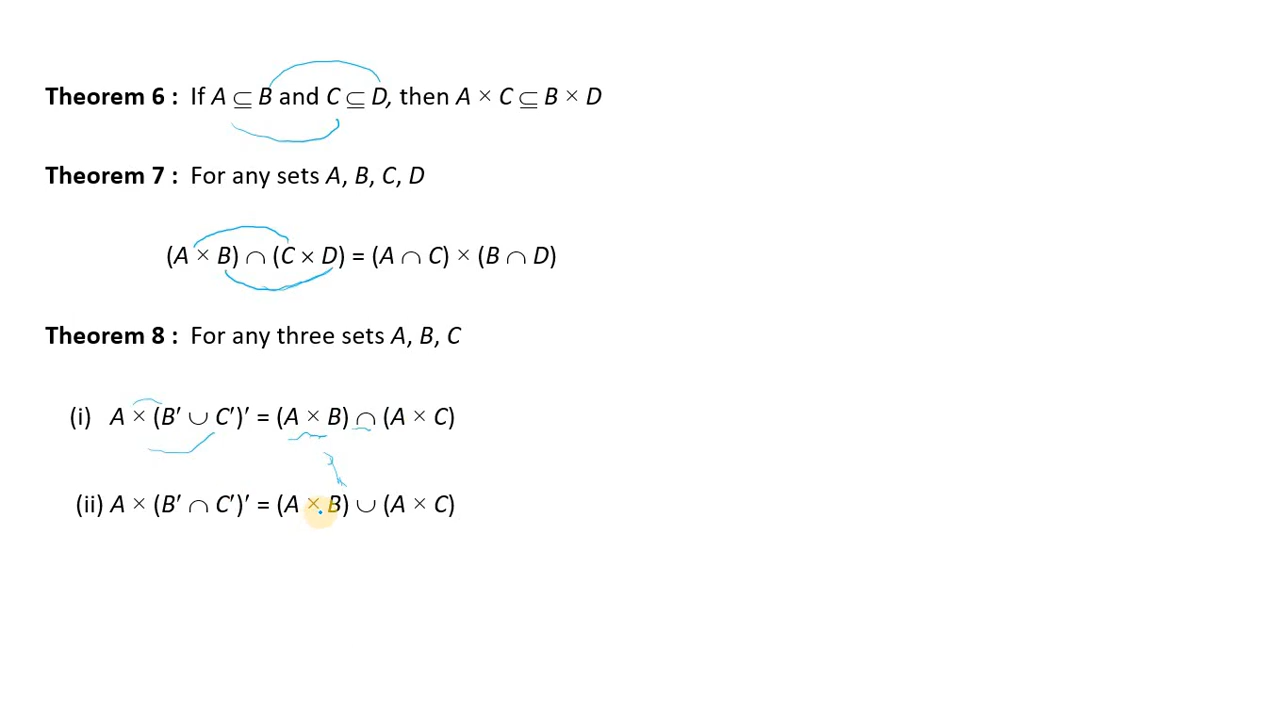 Theorem 6 : If A ⊆ B and C ⊆ D, then A × C ⊆ B × D
Theorem 7 : For any sets A, B, C, D
(A × B) ∩ (C × D) = (A ∩ C) × (B ∩ D)
Theorem 8 : For any three sets A, B, C
(i) A × (B′ ∪ C′)′ = (A × B) ∩ (A × C)
(ii) A × (B′ ∩ C′)′ = (A × B) ∪ (A × C)